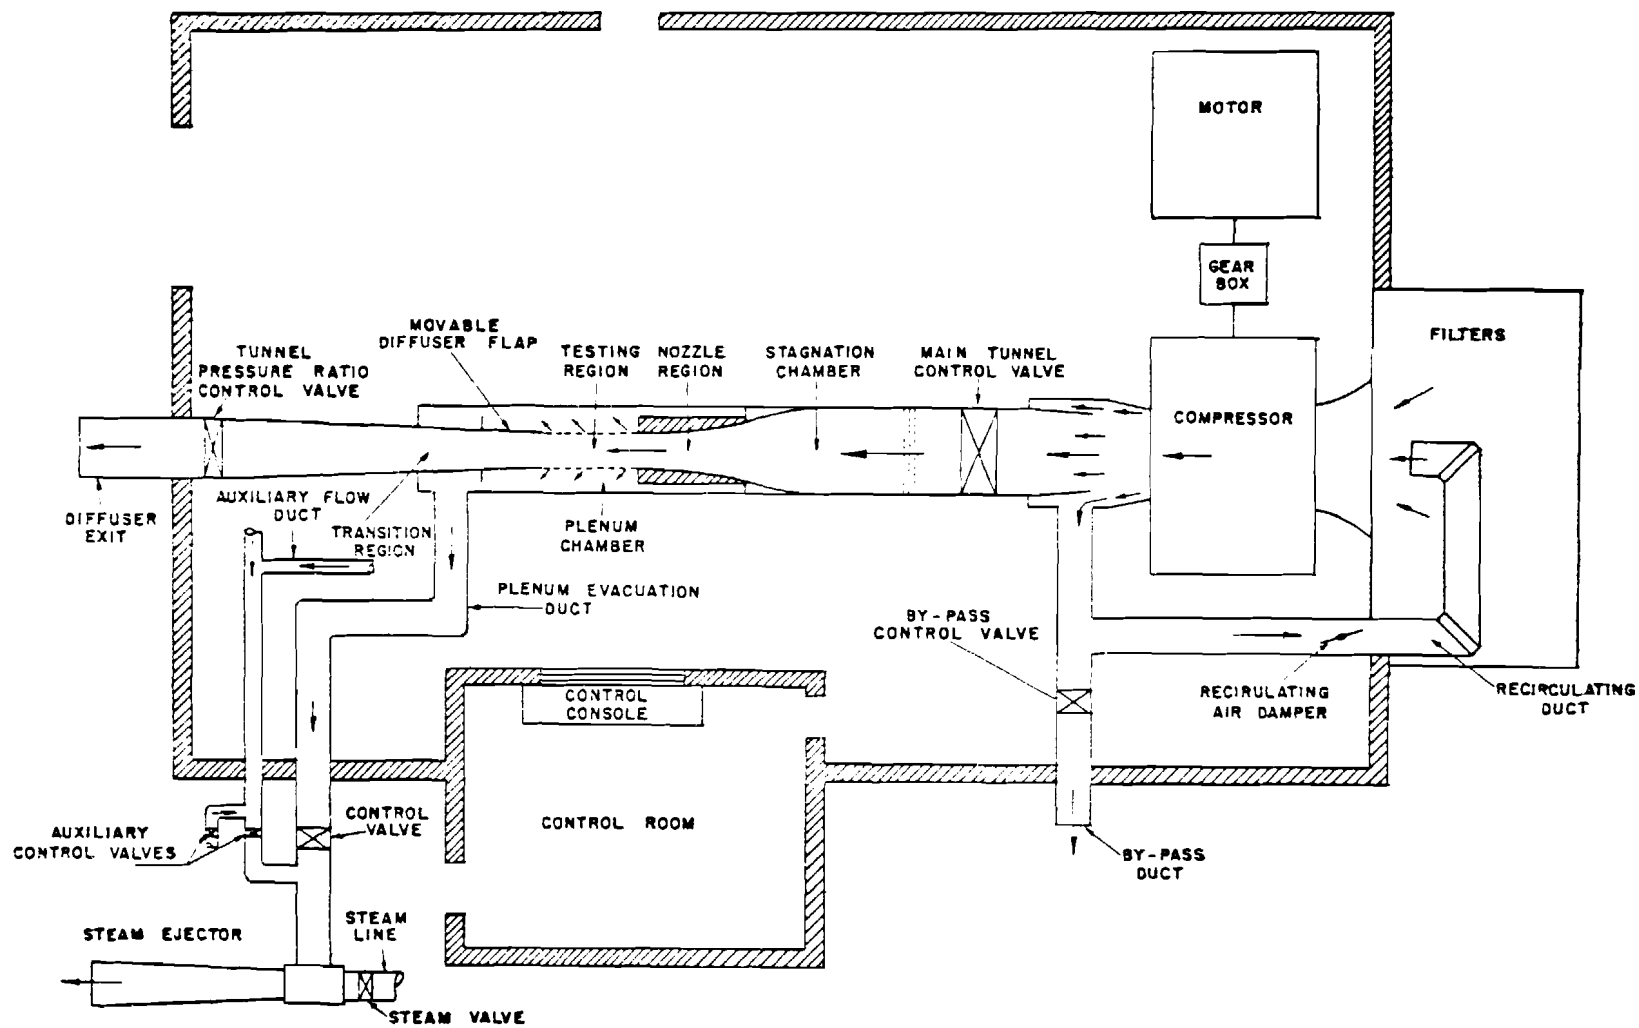 MOTOR
GEAR
BOX
FILTERS
MOVABLE
DIFFUSER FLAP
TUNNEL
PRESSURE RATIO
CONTROL VALVE
TESTING
REGION
NOZZLE
REGION
STAGNATION
CHAMBER
MAIN TUNNEL
CONTROL VALVE
COMPRESSOR
DIFFUSER
EXIT
AUXILIARY FLOW
DUCT
TRANSITION
REGION
PLENUM
CHAMBER
PLENUM EVACUATION
DUCT
BY-PASS
CONTROL VALVE
RECIRULATING
AIR DAMPER
RECIRCULATING
DUCT
CONTROL
CONSOLE
CONTROL ROOM
AUXILIARY
CONTROL VALVES
CONTROL
VALVE
BY-PASS
DUCT
STEAM EJECTOR
STEAM
LINE
STEAM VALVE